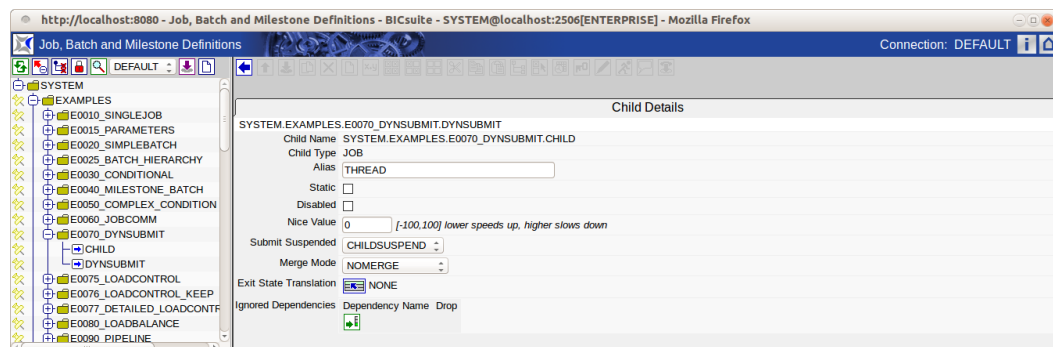 http://localhost:8080 - Job, Batch and Milestone Definitions - BICsuite - SYSTEM@localhost:2506[ENTERPRISE] - Mozilla Firefox
Job, Batch and Milestone Definitions
Connection: DEFAULT
DEFAULT
SYSTEM
EXAMPLES
E0010_SINGLEJOB
E0015_PARAMETERS
E0020_SIMPLEBATCH
E0025_BATCH_HIERARCHY
E0030_CONDITIONAL
E0040_MILESTONE_BATCH
E0050_COMPLEX_CONDITION
E0060_JOBCOMM
E0070_DYNSUBMIT
CHILD
DYNSUBMIT
E0075_LOADCONTROL
E0076_LOADCONTROL_KEEP
E0077_DETAILED_LOADCONTR
E0080_LOADBALANCE
E0090_PIPELINE
Child Details
SYSTEM.EXAMPLES.E0070_DYNSUBMIT.DYNSUBMIT
Child Name SYSTEM.EXAMPLES.E0070_DYNSUBMIT.CHILD
Child Type JOB
Alias THREAD
Static
Disabled
Nice Value 0 [-100,100] lower speeds up, higher slows down
Submit Suspended CHILDSUSPEND
Merge Mode NOMERGE
Exit State Translation NONE
Ignored Dependencies Dependency Name Drop